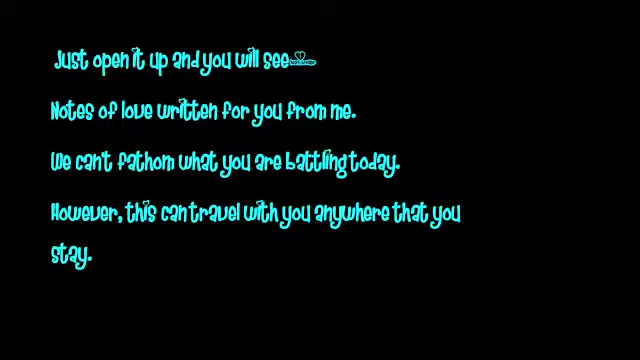 Just open it up and you will see
Notes of love written for you from me.
We can't fathom what you are battling today.
However, this can travel with you anywhere that you
stay.